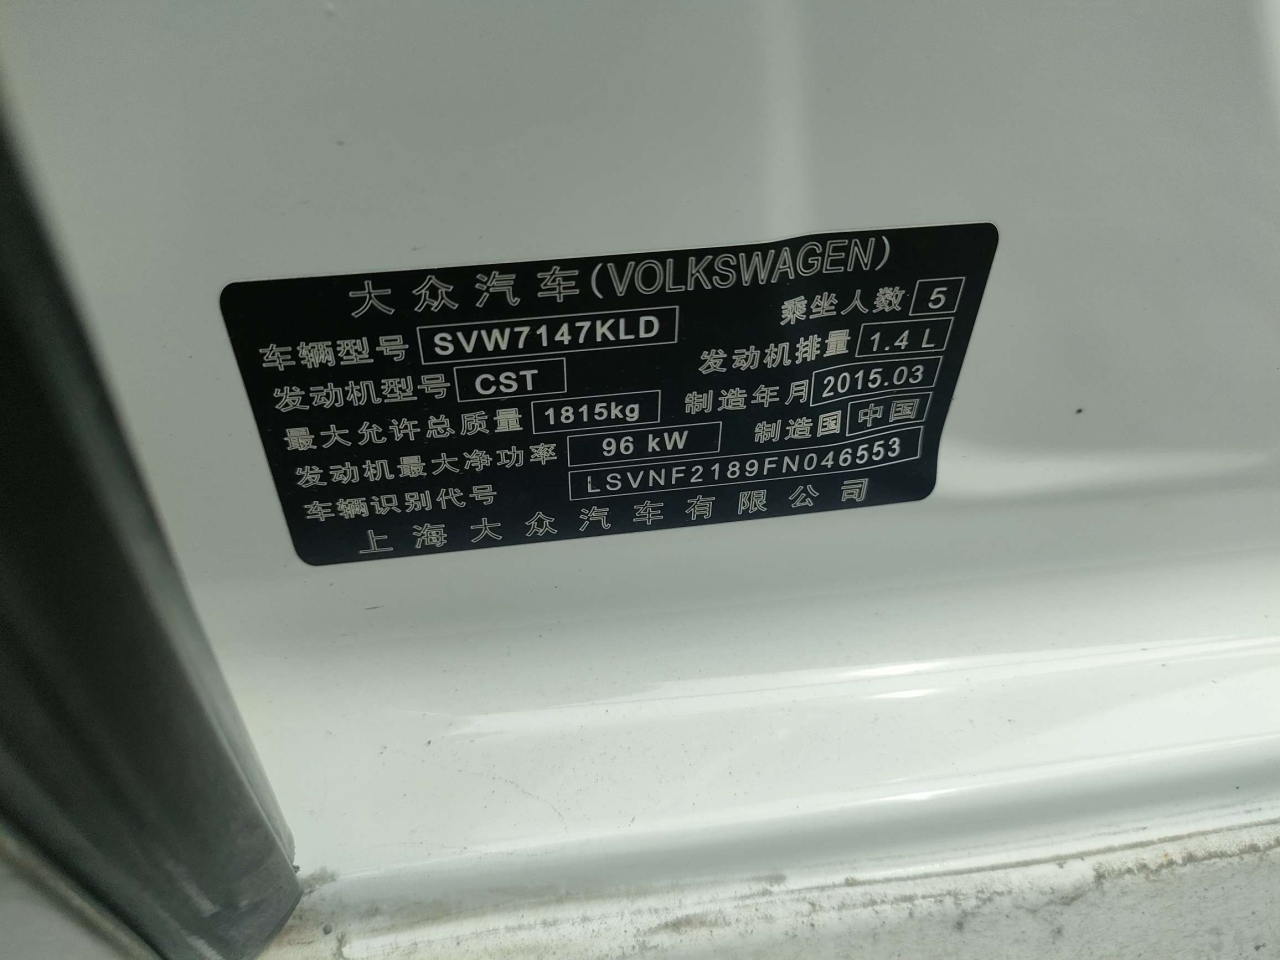 大众汽车(VOLKSWAGEN)
车辆型号 SVW7147KLD 乘坐人数 5
发动机型号 CST 发动机排量 1.4 L
最大允许总质量 1815kg 制造年月 2015.03
发动机最大净功率 96 kW 制造国 中国
车辆识别代号 LSVNF2189FN046553
上海大众汽车有限公司